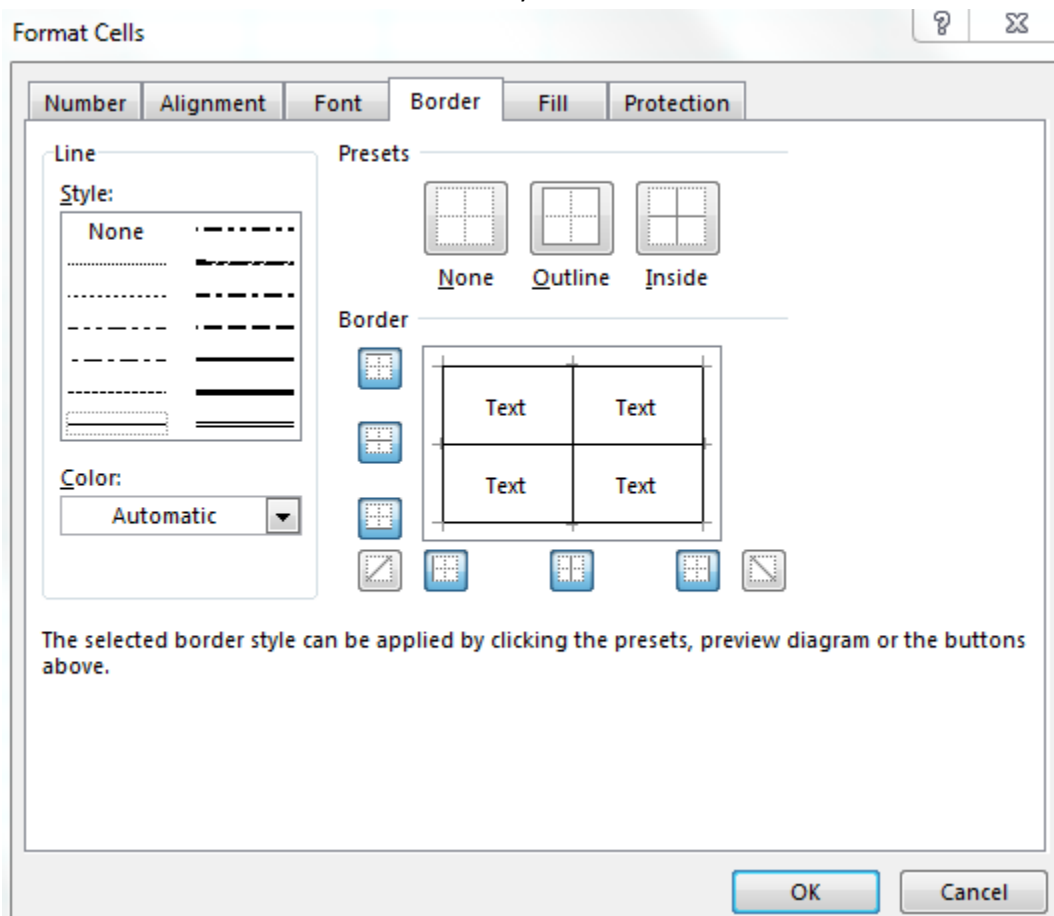 Format Cells
Number Alignment Font Border Fill Protection
Line
Style:
None
Color:
Automatic
Presets
None Outline Inside
Border
Text Text
Text Text
The selected border style can be applied by clicking the presets, preview diagram or the buttons
above.
OK Cancel